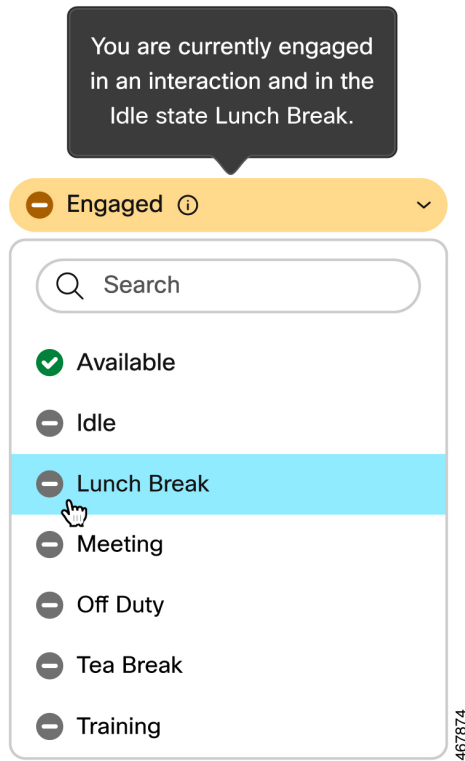 You are currently engaged
in an interaction and in the
Idle state Lunch Break.
Engaged
Search
Available
Idle
Lunch Break
Meeting
Off Duty
Tea Break
Training
467874